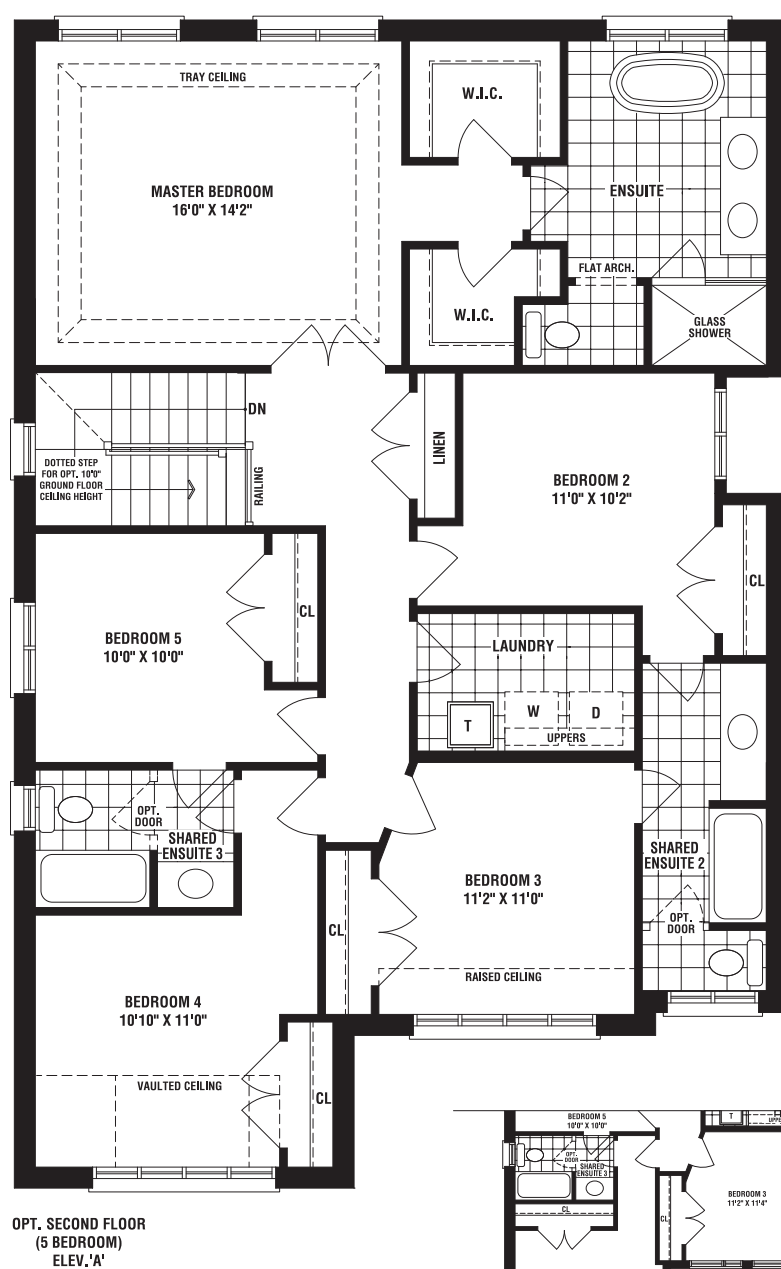 TRAY CEILING
W.I.C.
MASTER BEDROOM
16'0" X 14'2"
ENSUITE
FLAT ARCH.
W.I.C.
GLASS
SHOWER
DN
LINEN
DOTTED STEP
FOR OPT. 10'0"
GROUND FLOOR
CEILING HEIGHT
RAILING
BEDROOM 2
11'0" X 10'2"
CL
CL
BEDROOM 5
10'0" X 10'0"
LAUNDRY
T
W
D
UPPERS
OPT.
DOOR
SHARED
ENSUITE 3
SHARED
ENSUITE 2
BEDROOM 3
11'2" X 11'0"
OPT.
DOOR
CL
RAISED CEILING
BEDROOM 4
10'10" X 11'0"
VAULTED CEILING
CL
BEDROOM 5
10'0" X 10'0"
T
UPPE
OPT.
DOOR
SHARED
ENSUITE 3
BEDROOM 3
11'2" X 11'4"
CL
CL
OPT. SECOND FLOOR
(5 BEDROOM)
ELEV. 'A'